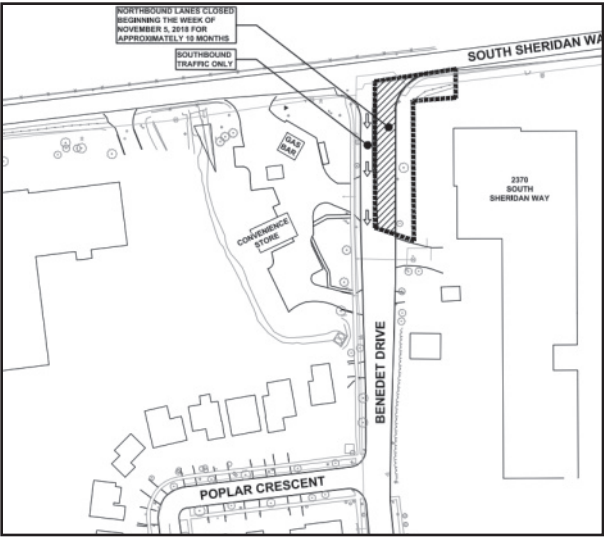 NORTHBOUND LANES CLOSED
BEGINNING THE WEEK OF
NOVEMBER 5, 2018 FOR
APPROXIMATELY 10 MONTHS
SOUTHBOUND
TRAFFIC ONLY
SOUTH SHERIDAN WA
GAS
BAR
2370
SOUTH
SHERIDAN WAY
CONVENIENCE
STORE
BENEDET DRIVE
POPLAR CRESCENT